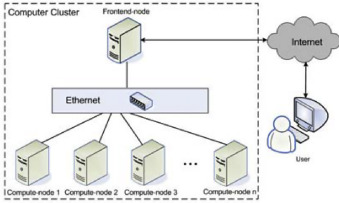 Computer Cluster
Frontend-node
Internet
Ethernet
User
Compute-node 1 Compute-node 2 Compute-node 3 ... Compute-node n